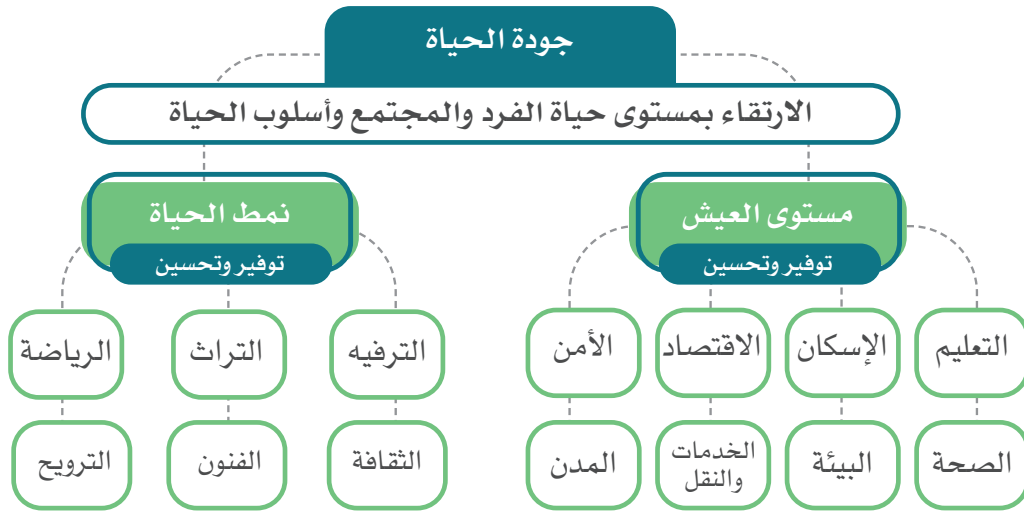 جودة الحياة
الارتقاء بمستوى حياة الفرد والمجتمع وأسلوب الحياة
مستوى العيش
توفير وتحسين
التعليم
الإسكان
الاقتصاد
الأمن
الصحة
البيئة
الخدمات
والنقل
المدن
نمط الحياة
توفير وتحسين
الترفيه
التراث
الرياضة
الثقافة
الفنون
الترويح